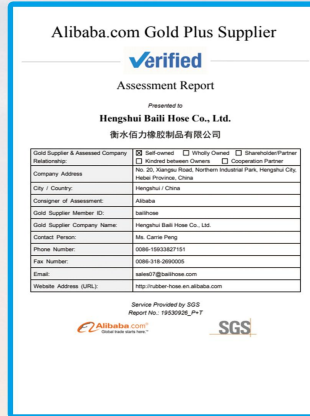 Alibaba.com Gold Plus Supplier
Verified
Assessment Report
Presented to
Hengshui Baili Hose Co., Ltd.
衡水佰力橡胶制品有限公司
Gold Supplier & Assessed Company Relationship: ☒ Self-owned ☐ Wholly Owned ☐ Shareholder/Partner
☐ Kindred between Owners ☐ Cooperation Partner
Company Address No. 20, Xiangsu Road, Northern Industrial Park, Hengshui City,
Hebei Province, China
City / Country: Hengshui / China
Consigner of Assessment: Alibaba
Gold Supplier Member ID: bailihose
Gold Supplier Company Name: Hengshui Baili Hose Co., Ltd.
Contact Person: Ms. Carrie Peng
Phone Number: 0086-15933827151
Fax Number: 0086-318-2690005
Email: sales07@bailihose.com
Website Address (URL): http://rubber-hose.en.alibaba.com
Service Provided by SGS
Report No.: 19530926_P+T
Alibaba.com
Global trade starts here.™
SGS